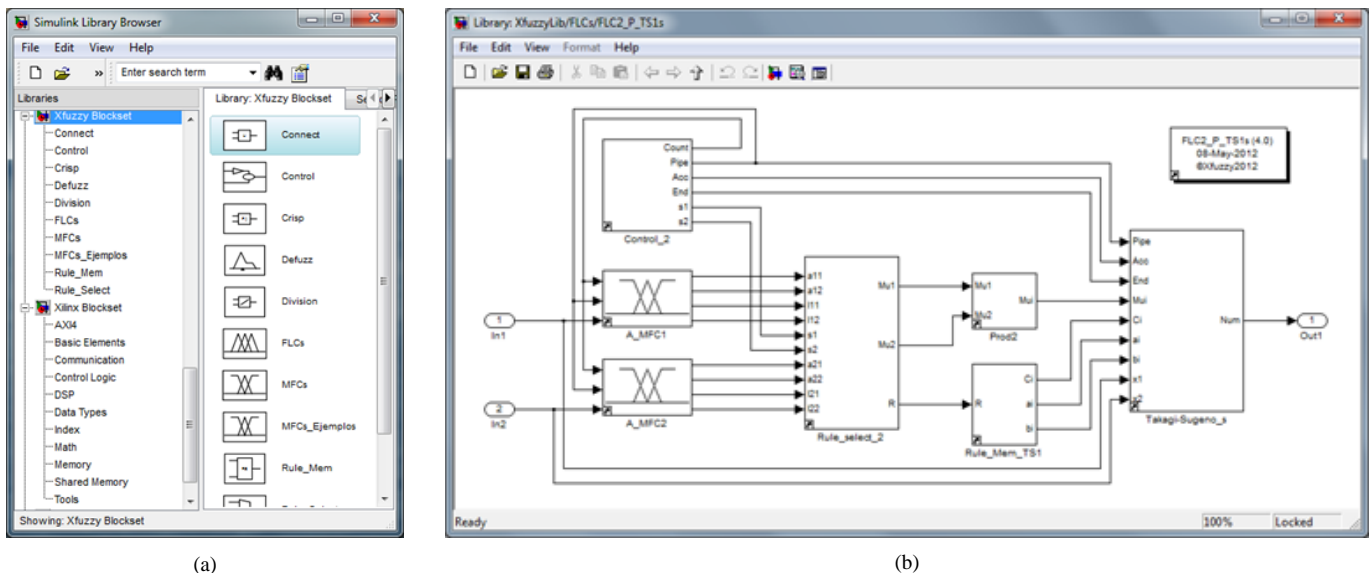 Simulink Library Browser
File Edit View Help
» Enter search term
Libraries
Xfuzzy Blockset
Connect
Control
Crisp
Defuzz
Division
FLCs
MFCs
MFCs_Ejemplos
Rule_Mem
Rule_Select
Xilinx Blockset
AXI4
Basic Elements
Communication
Control Logic
DSP
Data Types
Index
Math
Memory
Shared Memory
Tools
Library: Xfuzzy Blockset
Connect
Control
Crisp
Defuzz
Division
FLCs
MFCs
MFCs_Ejemplos
Rule_Mem
Showing: Xfuzzy Blockset
(a)
Library: XfuzzyLib/FLCs/FLC2_P_TS1s
File Edit View Format Help
FLC2_P_TS1s (4.0)
08-May-2012
@Xfuzzy2012
Count
Pipe
Acc
End
s1
s2
Control_2
1
In1
A_MFC1
2
In2
A_MFC2
a11
a12
l11
l12
s1
s2
a21
a22
l21
l22
Mu1
Mu2
R
Rule_select_2
Mu1
Mu2
Mui
Prod2
R
Ci
ai
bi
Rule_Mem_TS1
Pipe
Acc
End
Mui
Ci
ai
bi
x1
x2
Num
Takagi-Sugeno_s
1
Out1
Ready
100%
Locked
(b)